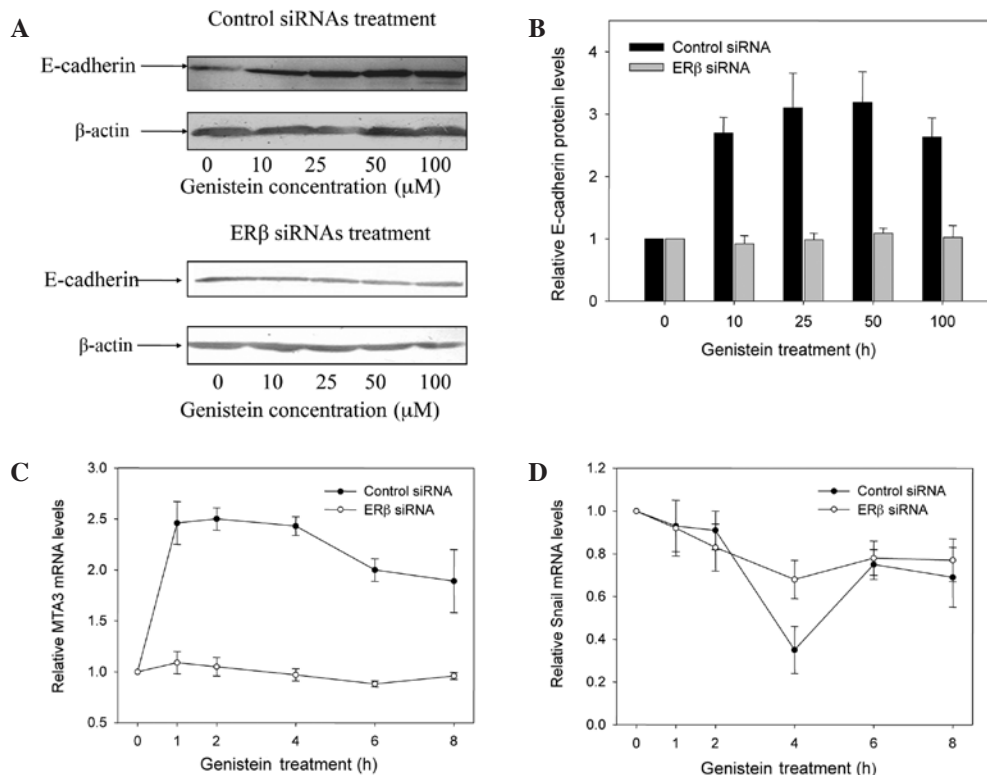 A
Control siRNAs treatment
E-cadherin
β-actin
0 10 25 50 100
Genistein concentration (μM)
ERβ siRNAs treatment
E-cadherin
β-actin
0 10 25 50 100
Genistein concentration (μM)
B
Control siRNA
ERβ siRNA
Relative E-cadherin protein levels
4
3
2
1
0
0 10 25 50 100
Genistein treatment (h)
C
Control siRNA
ERβ siRNA
Relative MTA3 mRNA levels
3.0
2.5
2.0
1.5
1.0
0.5
0 1 2 4 6 8
Genistein treatment (h)
D
Control siRNA
ERβ siRNA
Relative Snail mRNA levels
1.2
1.0
0.8
0.6
0.4
0.2
0.0
0 1 2 4 6 8
Genistein treatment (h)